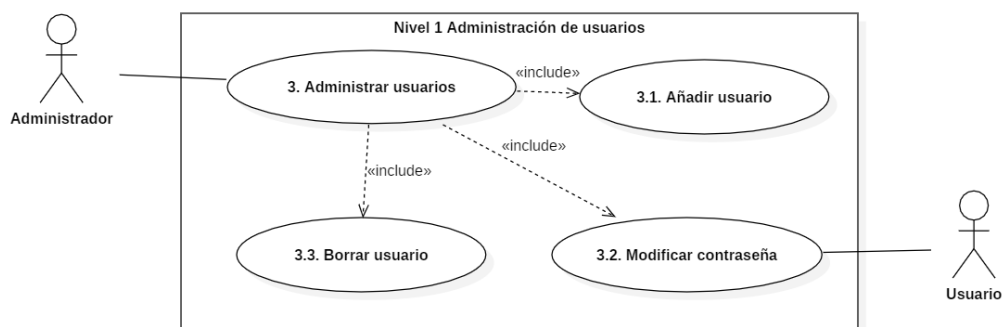 Nivel 1 Administración de usuarios
Administrador
3. Administrar usuarios
«include»
3.1. Añadir usuario
«include»
«include»
3.3. Borrar usuario
3.2. Modificar contraseña
Usuario